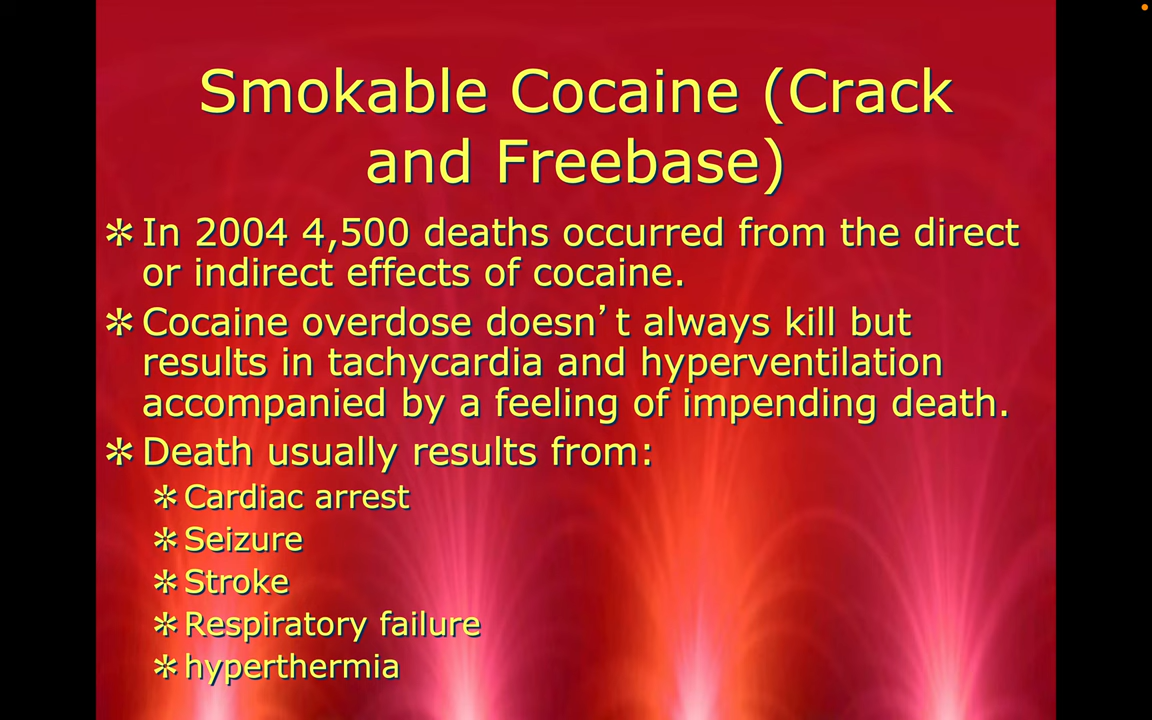 Smokable Cocaine (Crack
and Freebase)
✲ In 2004 4,500 deaths occurred from the direct
or indirect effects of cocaine.
✲ Cocaine overdose doesn’t always kill but
results in tachycardia and hyperventilation
accompanied by a feeling of impending death.
✲ Death usually results from:
✲ Cardiac arrest
✲ Seizure
✲ Stroke
✲ Respiratory failure
✲ hyperthermia